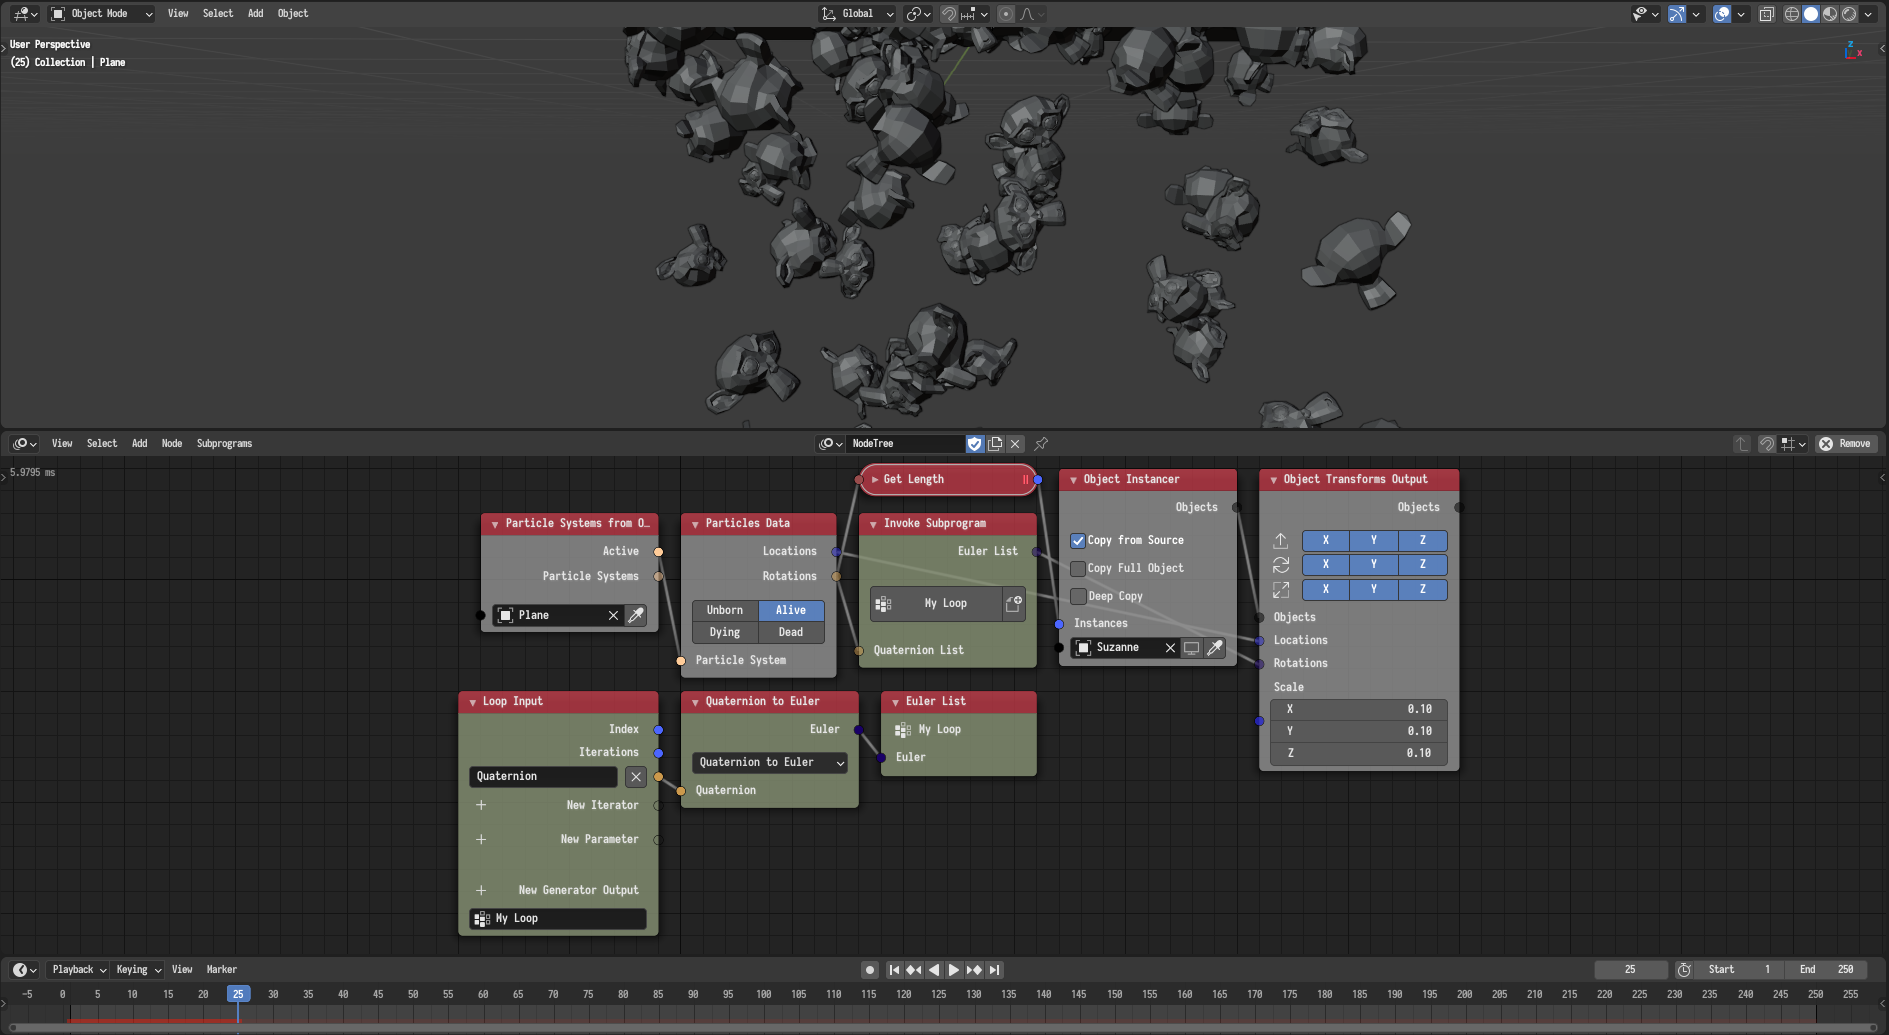 Object Mode View Select Add Object Global
User Perspective
(25) Collection | Plane
Z
X
View Select Add Node Subprograms NodeTree Remove
5.9795 ms
Get Length
Particle Systems from O...
Active
Particle Systems
Plane
Particles Data
Locations
Rotations
Unborn Alive
Dying Dead
Particle System
Invoke Subprogram
Euler List
My Loop
Quaternion List
Object Instancer
Objects
Copy from Source
Copy Full Object
Deep Copy
Instances
Suzanne
Object Transforms Output
Objects
X Y Z
X Y Z
X Y Z
Objects
Locations
Rotations
Scale
X 0.10
Y 0.10
Z 0.10
Loop Input
Index
Iterations
Quaternion
New Iterator
New Parameter
New Generator Output
My Loop
Quaternion to Euler
Euler
Quaternion to Euler
Quaternion
Euler List
My Loop
Euler
Playback Keying View Marker 25 Start 1 End 250
-5 0 5 10 15 20 25 30 35 40 45 50 55 60 65 70 75 80 85 90 95 100 105 110 115 120 125 130 135 140 145 150 155 160 165 170 175 180 185 190 195 200 205 210 215 220 225 230 235 240 245 250 255